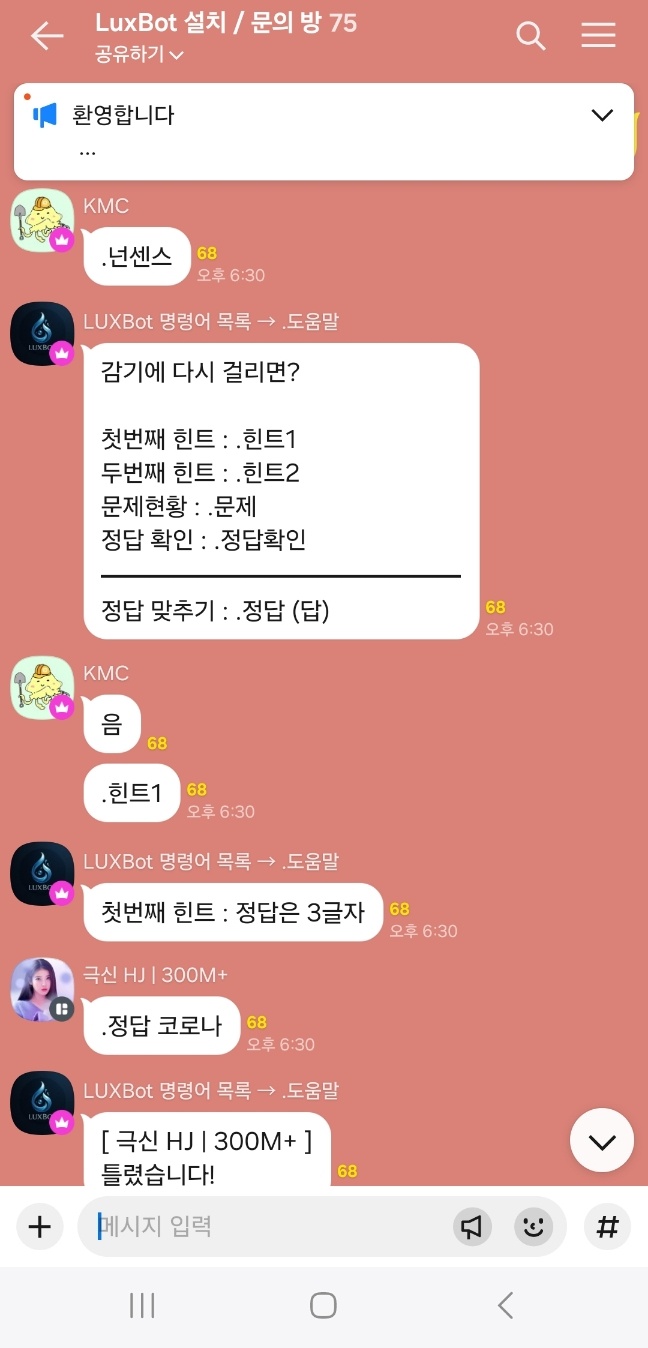 LuxBot 설치 / 문의 방 75
공유하기
환영합니다
...
KMC
.넌센스
68
오후 6:30
LUXBot 명령어 목록 → .도움말
감기에 다시 걸리면?
첫번째 힌트 : .힌트1
두번째 힌트 : .힌트2
문제현황 : .문제
정답 확인 : .정답확인
정답 맞추기 : .정답 (답)
68
오후 6:30
KMC
음
68
.힌트1
68
오후 6:30
LUXBot 명령어 목록 → .도움말
첫번째 힌트 : 정답은 3글자
68
오후 6:30
극신 HJ | 300M+
.정답 코로나
68
오후 6:30
LUXBot 명령어 목록 → .도움말
[ 극신 HJ | 300M+ ]
틀렸습니다!
68
메시지 입력
#